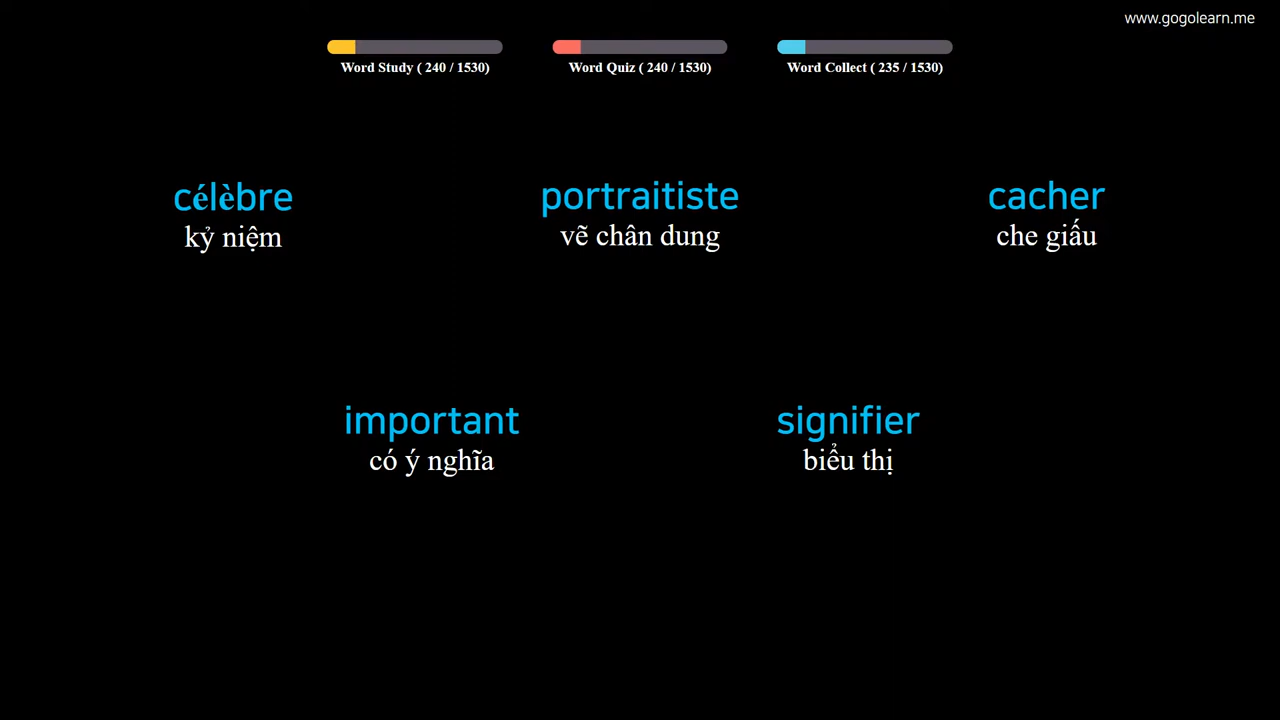 www.gogolearn.me
Word Study ( 240 / 1530)
Word Quiz ( 240 / 1530)
Word Collect ( 235 / 1530)
célèbre
kỷ niệm
portraitiste
vẽ chân dung
cacher
che giấu
important
có ý nghĩa
signifier
biểu thị